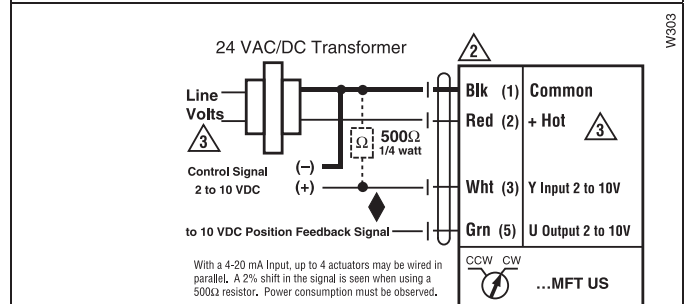 W303
24 VAC/DC Transformer
2
Line
Volts
3
Blk (1) Common
Red (2) + Hot
3
Ω
500Ω
1/4 watt
Control Signal
2 to 10 VDC
(–)
(+)
Wht (3) Y Input 2 to 10V
to 10 VDC Position Feedback Signal
Grn (5) U Output 2 to 10V
With a 4-20 mA Input, up to 4 actuators may be wired in
parallel. A 2% shift in the signal is seen when using a
500Ω resistor. Power consumption must be observed.
CCW CW
...MFT US